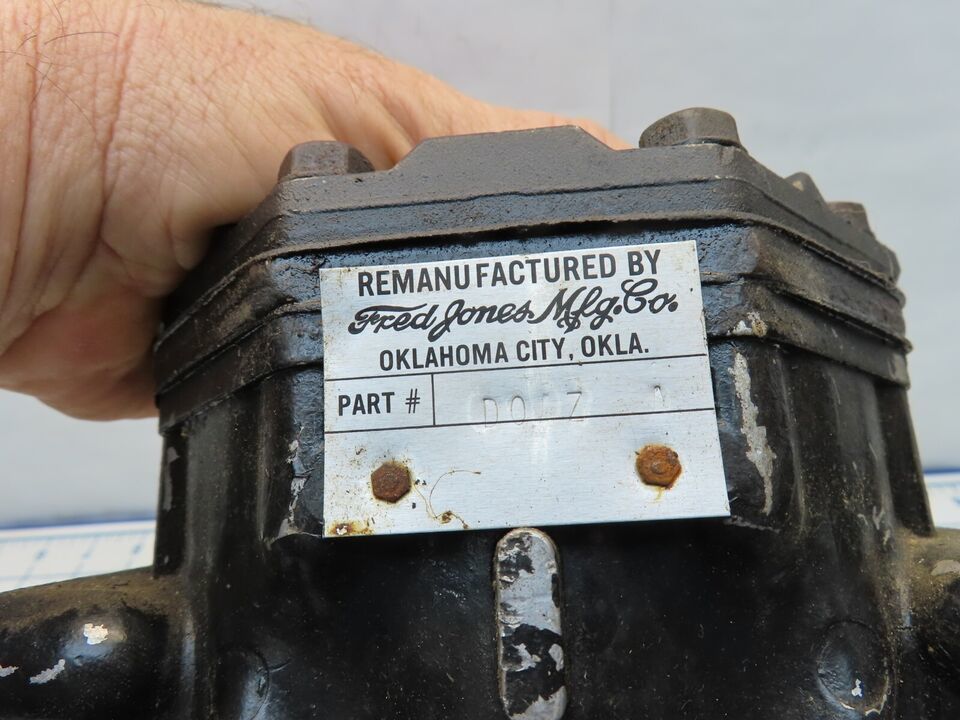 REMANUFACTURED BY
Fred Jones Mfg. Co.
OKLAHOMA CITY, OKLA.
PART #